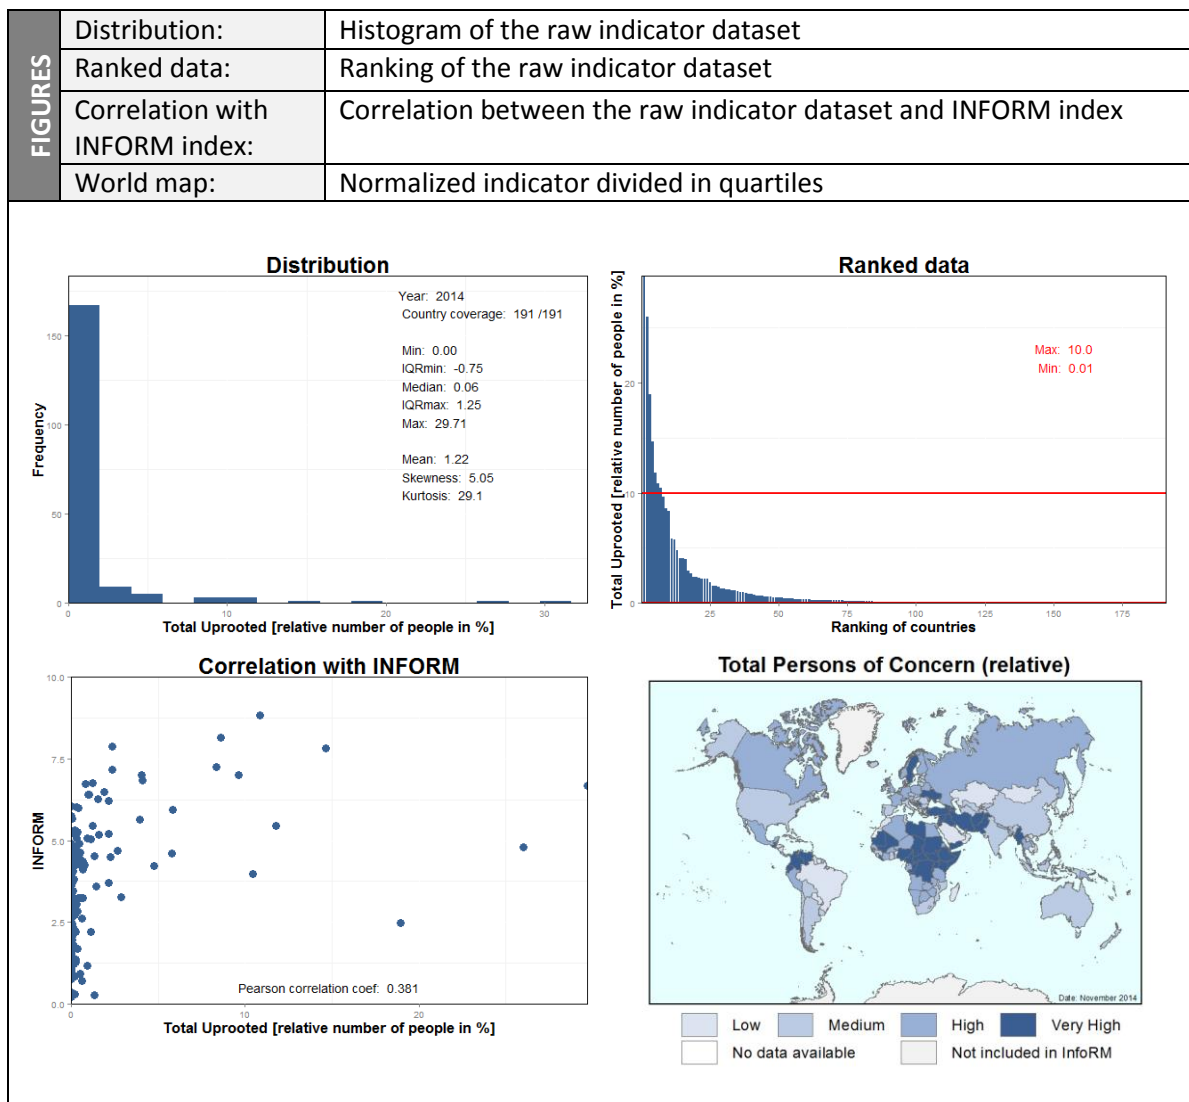 FIGURES
Distribution: Histogram of the raw indicator dataset
Ranked data: Ranking of the raw indicator dataset
Correlation with INFORM index: Correlation between the raw indicator dataset and INFORM index
World map: Normalized indicator divided in quartiles
Distribution
Year: 2014
Country coverage: 191 /191
Min: 0.00
IQRmin: -0.75
Median: 0.06
IQRmax: 1.25
Max: 29.71
Mean: 1.22
Skewness: 5.05
Kurtosis: 29.1
Frequency
150
100
50
0
0 10 20 30
Total Uprooted [relative number of people in %]
Ranked data
Max: 10.0
Min: 0.01
Total Uprooted [relative number of people in %]
20
10
0
25 50 75 100 125 150 175
Ranking of countries
Correlation with INFORM
INFORM
10.0
7.5
5.0
2.5
0.0
Pearson correlation coef: 0.381
0 20
Total Uprooted [relative number of people in %]
Total Persons of Concern (relative)
Date: November 2014
Low Medium High Very High
No data available Not included in InfoRM